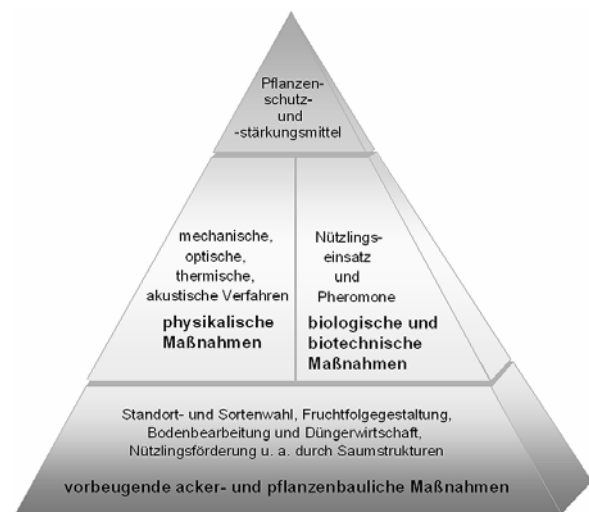 Pflanzen-
schutz-
und
-stärkungsmittel
mechanische,
optische,
thermische,
akustische Verfahren
physikalische
Maßnahmen
Nützlings-
einsatz
und
Pheromone
biologische und
biotechnische
Maßnahmen
Standort- und Sortenwahl, Fruchtfolgegestaltung,
Bodenbearbeitung und Düngerwirtschaft,
Nützlingsförderung u. a. durch Saumstrukturen
vorbeugende acker- und pflanzenbauliche Maßnahmen